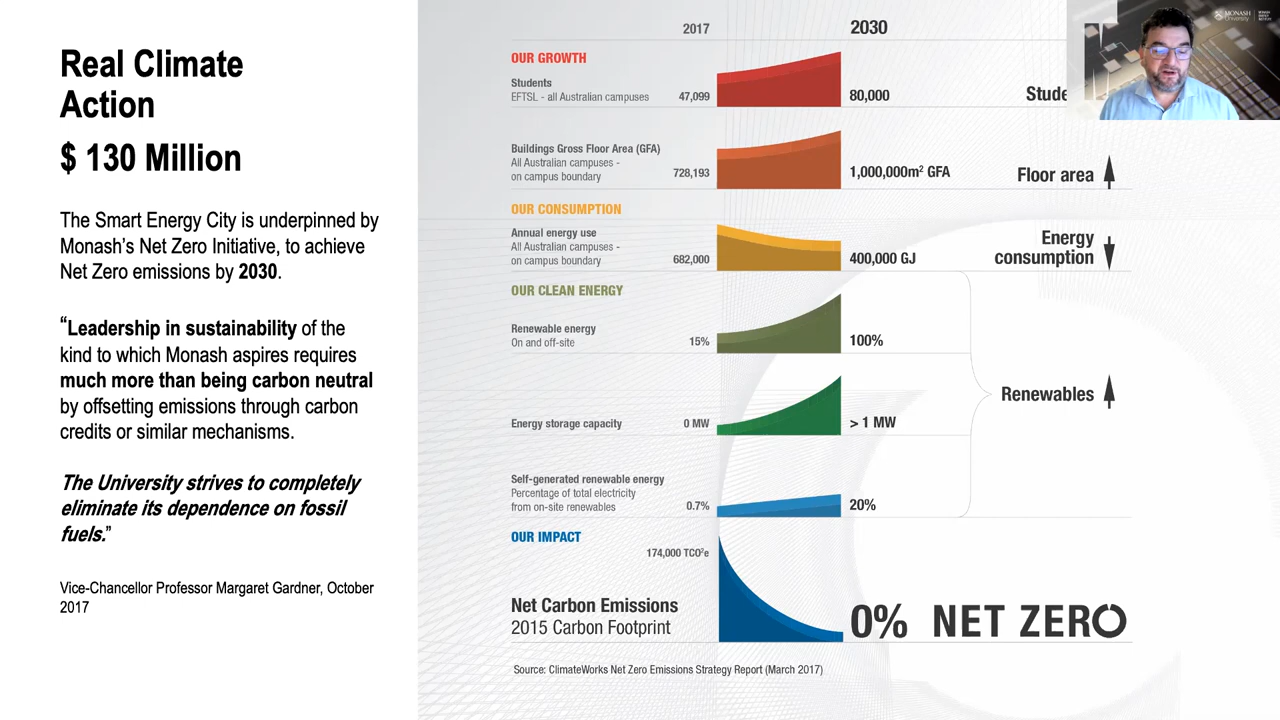 Real Climate
Action
$ 130 Million
The Smart Energy City is underpinned by
Monash’s Net Zero Initiative, to achieve
Net Zero emissions by 2030.
“Leadership in sustainability of the
kind to which Monash aspires requires
much more than being carbon neutral
by offsetting emissions through carbon
credits or similar mechanisms.
The University strives to completely
eliminate its dependence on fossil
fuels.”
Vice-Chancellor Professor Margaret Gardner, October
2017
2017 2030
OUR GROWTH
Students
EFTSL - all Australian campuses 47,099 80,000
Buildings Gross Floor Area (GFA)
All Australian campuses -
on campus boundary 728,193 1,000,000m² GFA Floor area
OUR CONSUMPTION
Annual energy use
All Australian campuses -
on campus boundary 682,000 400,000 GJ
Energy
consumption
OUR CLEAN ENERGY
Renewable energy
On and off-site 15% 100%
Renewables
Energy storage capacity 0 MW > 1 MW
Self-generated renewable energy
Percentage of total electricity
from on-site renewables 0.7% 20%
OUR IMPACT
174,000 TCO²e
Net Carbon Emissions
2015 Carbon Footprint
0% NET ZERO
Source: ClimateWorks Net Zero Emissions Strategy Report (March 2017)
MONASH
University